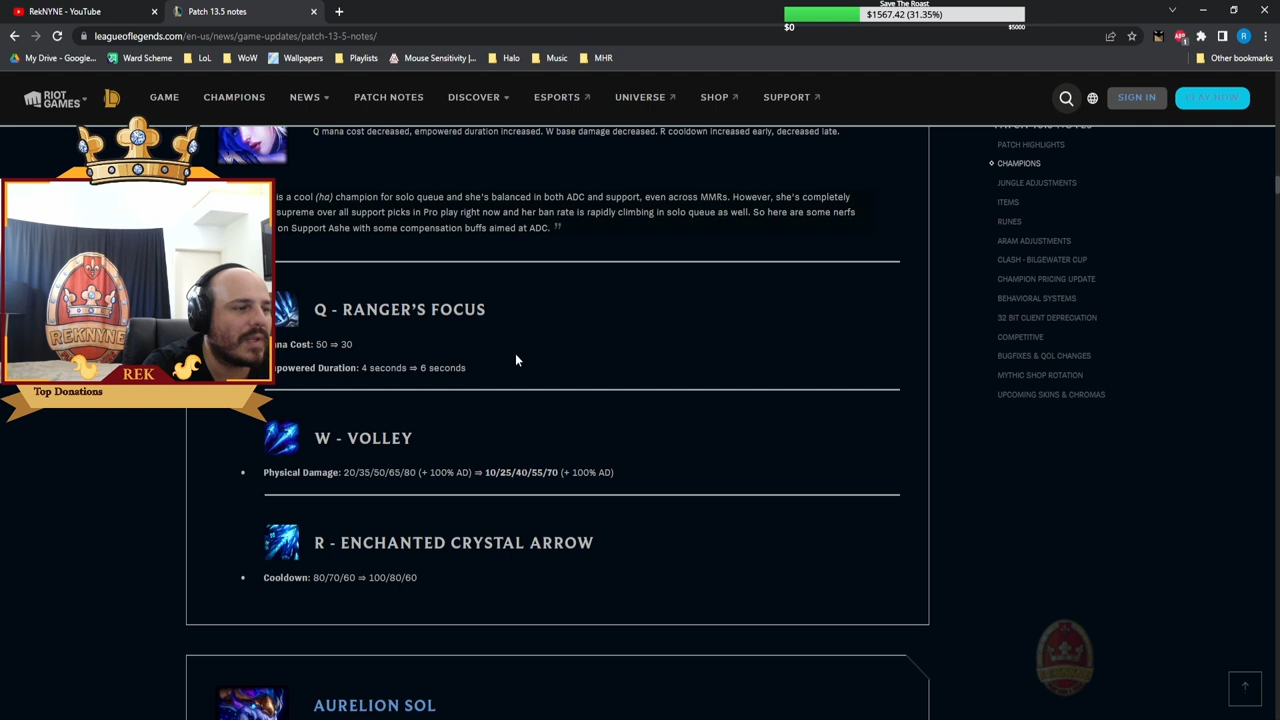 RekNYNE - YouTube
Patch 13.5 notes
Save The Roast
$1567.42 (31.35%)
$0
$5000
leagueoflegends.com/en-us/news/game-updates/patch-13-5-notes/
My Drive - Google...
Ward Scheme
LoL
WoW
Wallpapers
Playlists
Mouse Sensitivity |...
Halo
Music
MHR
Other bookmarks
RIOT GAMES
GAME
CHAMPIONS
NEWS
PATCH NOTES
DISCOVER
ESPORTS
UNIVERSE
SHOP
SUPPORT
SIGN IN
PLAY NOW
Q mana cost decreased, empowered duration increased. W base damage decreased. R cooldown increased early, decreased late.
is a cool (ha) champion for solo queue and she's balanced in both ADC and support, even across MMRs. However, she's completely
supreme over all support picks in Pro play right now and her ban rate is rapidly climbing in solo queue as well. So here are some nerfs
on Support Ashe with some compensation buffs aimed at ADC. ”
Q - RANGER'S FOCUS
Cost: 50 ⇒ 30
Duration: 4 seconds ⇒ 6 seconds
W - VOLLEY
• Physical Damage: 20/35/50/65/80 (+ 100% AD) ⇒ 10/25/40/55/70 (+ 100% AD)
R - ENCHANTED CRYSTAL ARROW
• Cooldown: 80/70/60 ⇒ 100/80/60
AURELION SOL
PATCH HIGHLIGHTS
CHAMPIONS
JUNGLE ADJUSTMENTS
ITEMS
RUNES
ARAM ADJUSTMENTS
CLASH - BILGEWATER CUP
CHAMPION PRICING UPDATE
BEHAVIORAL SYSTEMS
32 BIT CLIENT DEPRECIATION
COMPETITIVE
BUGFIXES & QOL CHANGES
MYTHIC SHOP ROTATION
UPCOMING SKINS & CHROMAS
REKNYNE
REK
Top Donations